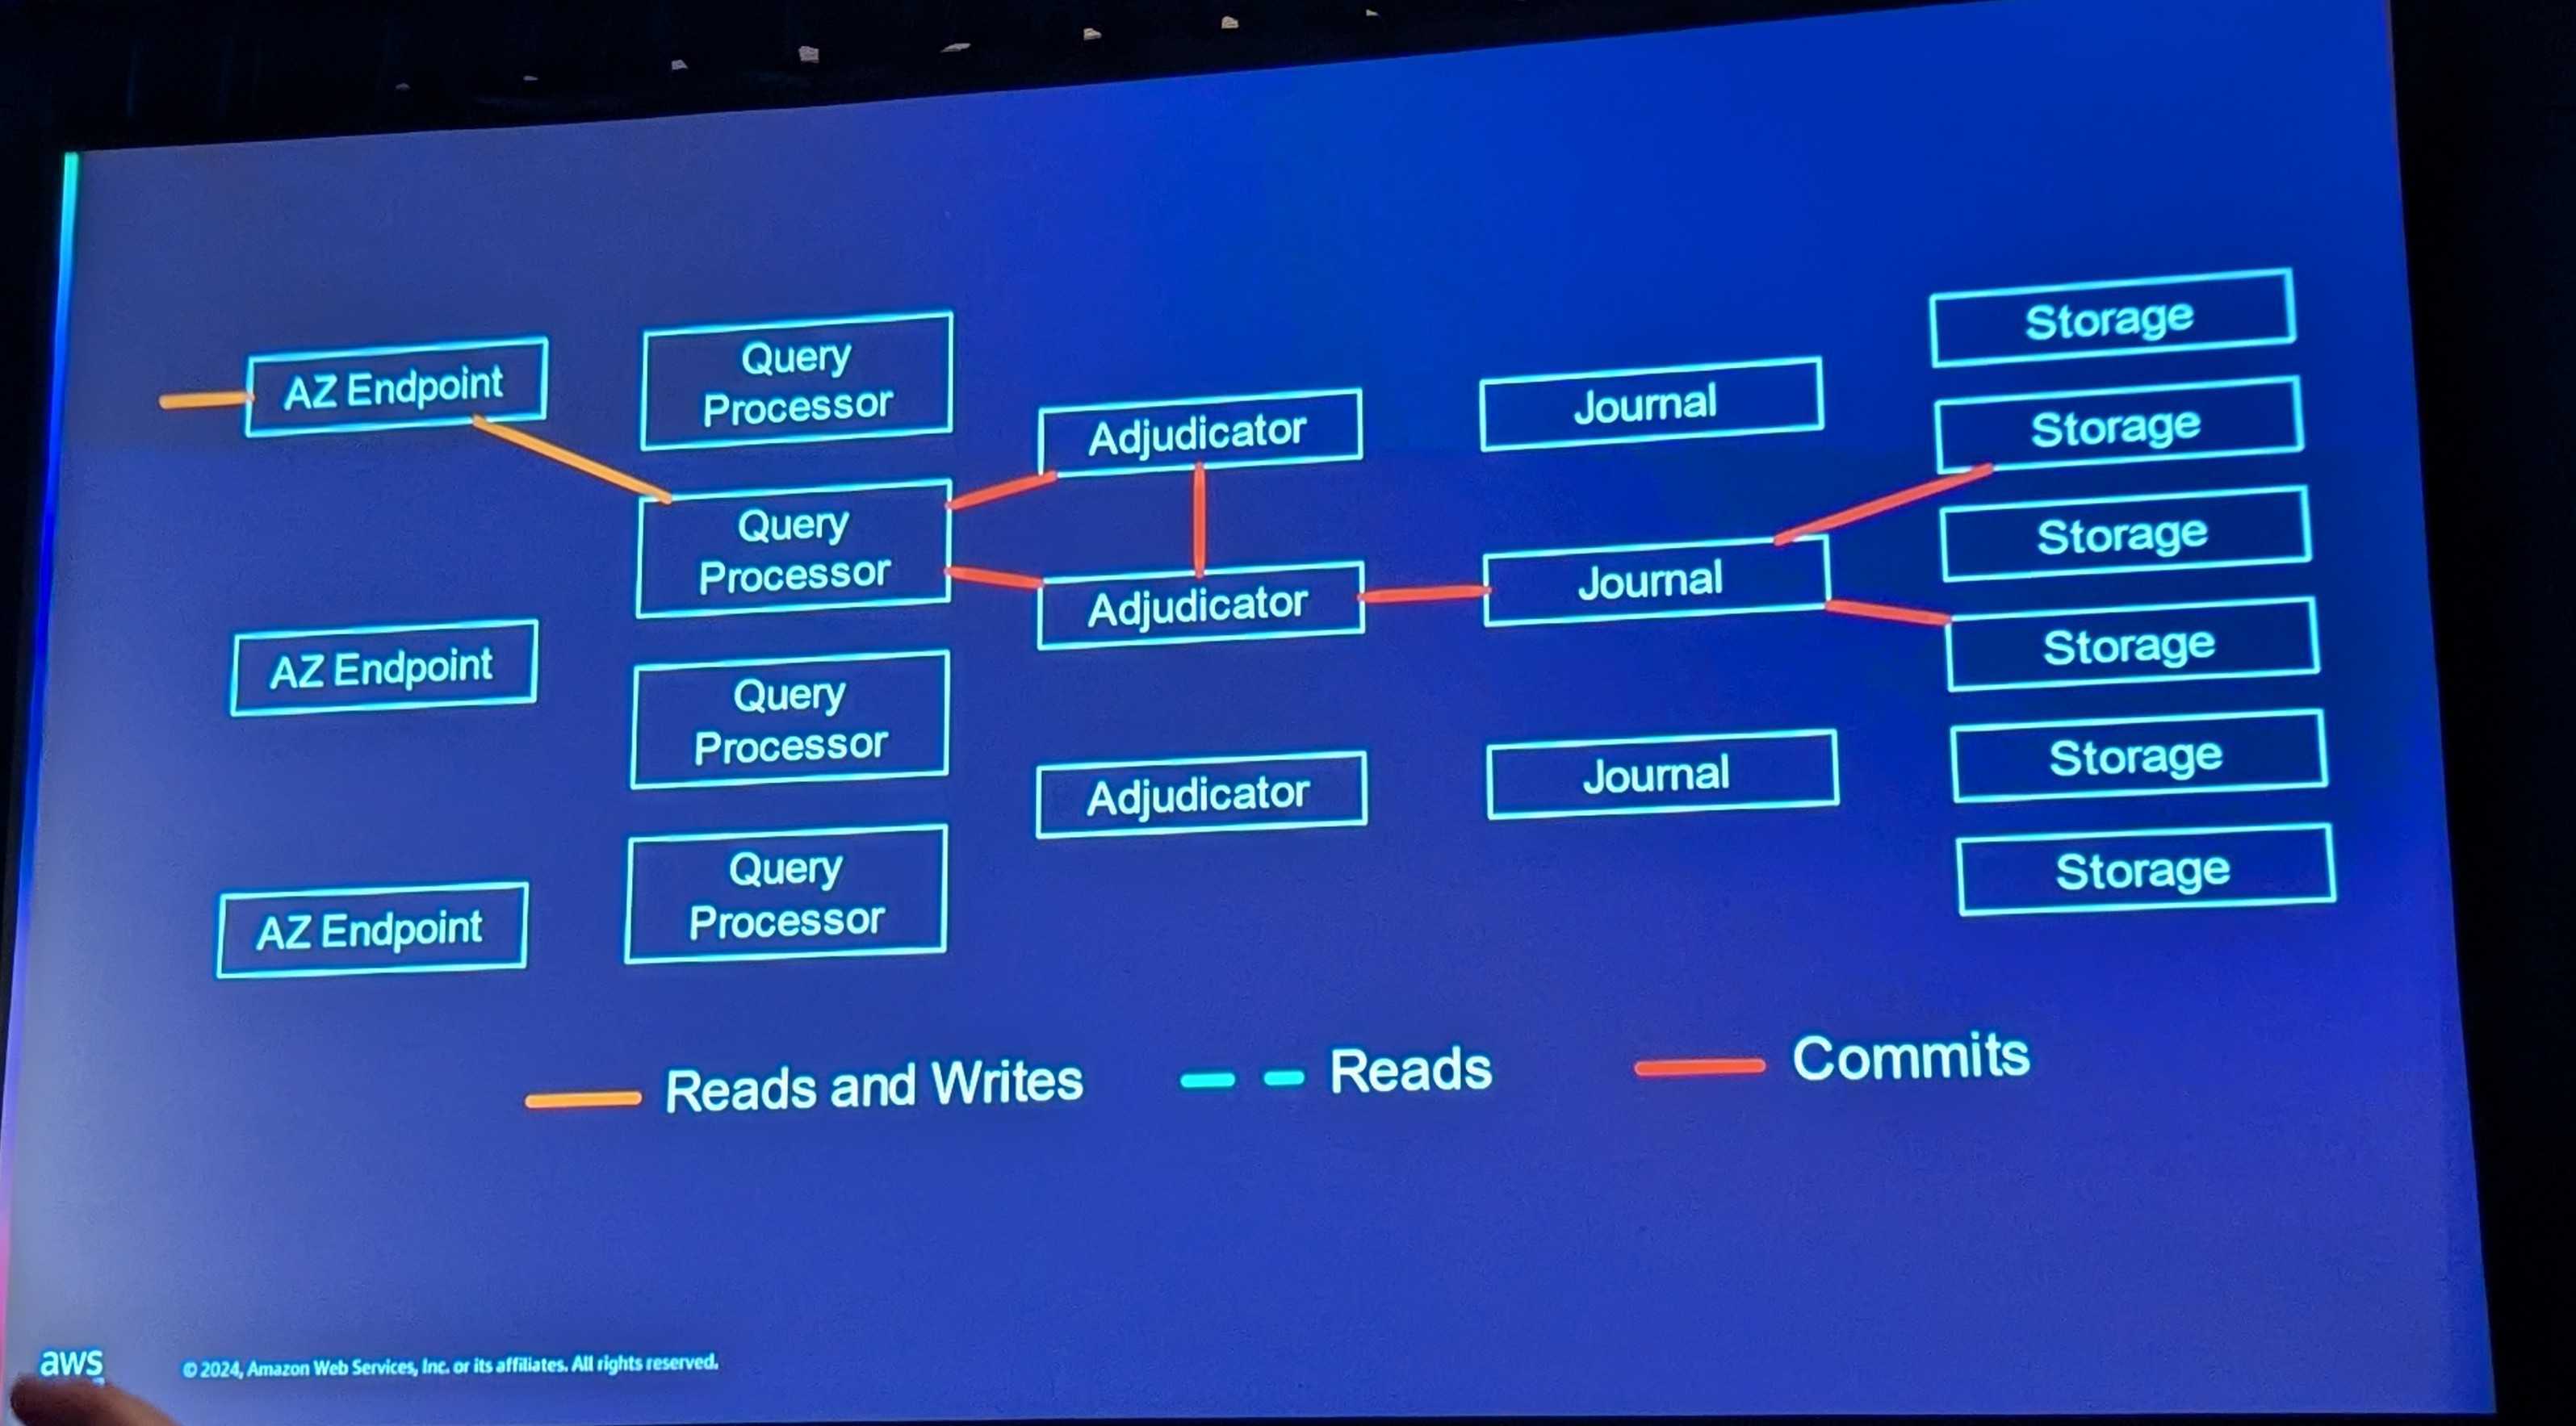 AZ Endpoint
AZ Endpoint
AZ Endpoint
Query
Processor
Query
Processor
Query
Processor
Query
Processor
Adjudicator
Adjudicator
Adjudicator
Journal
Journal
Journal
Storage
Storage
Storage
Storage
Storage
Storage
Reads and Writes
Reads
Commits
aws
© 2024, Amazon Web Services, Inc. or its affiliates. All rights reserved.